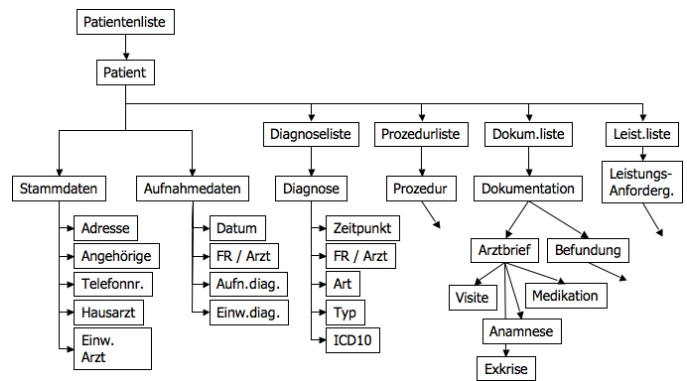 Patientenliste
Patient
Diagnoseliste
Prozedurliste
Dokum.liste
Leist.liste
Stammdaten
Aufnahmedaten
Diagnose
Prozedur
Dokumentation
Leistungs-
Anforderg.
Adresse
Angehörige
Telefonnr.
Hausarzt
Einw.
Arzt
Datum
FR / Arzt
Aufn.diag.
Einw.diag.
Zeitpunkt
FR / Arzt
Art
Typ
ICD10
Arztbrief
Befundung
Visite
Medikation
Anamnese
Exkrise